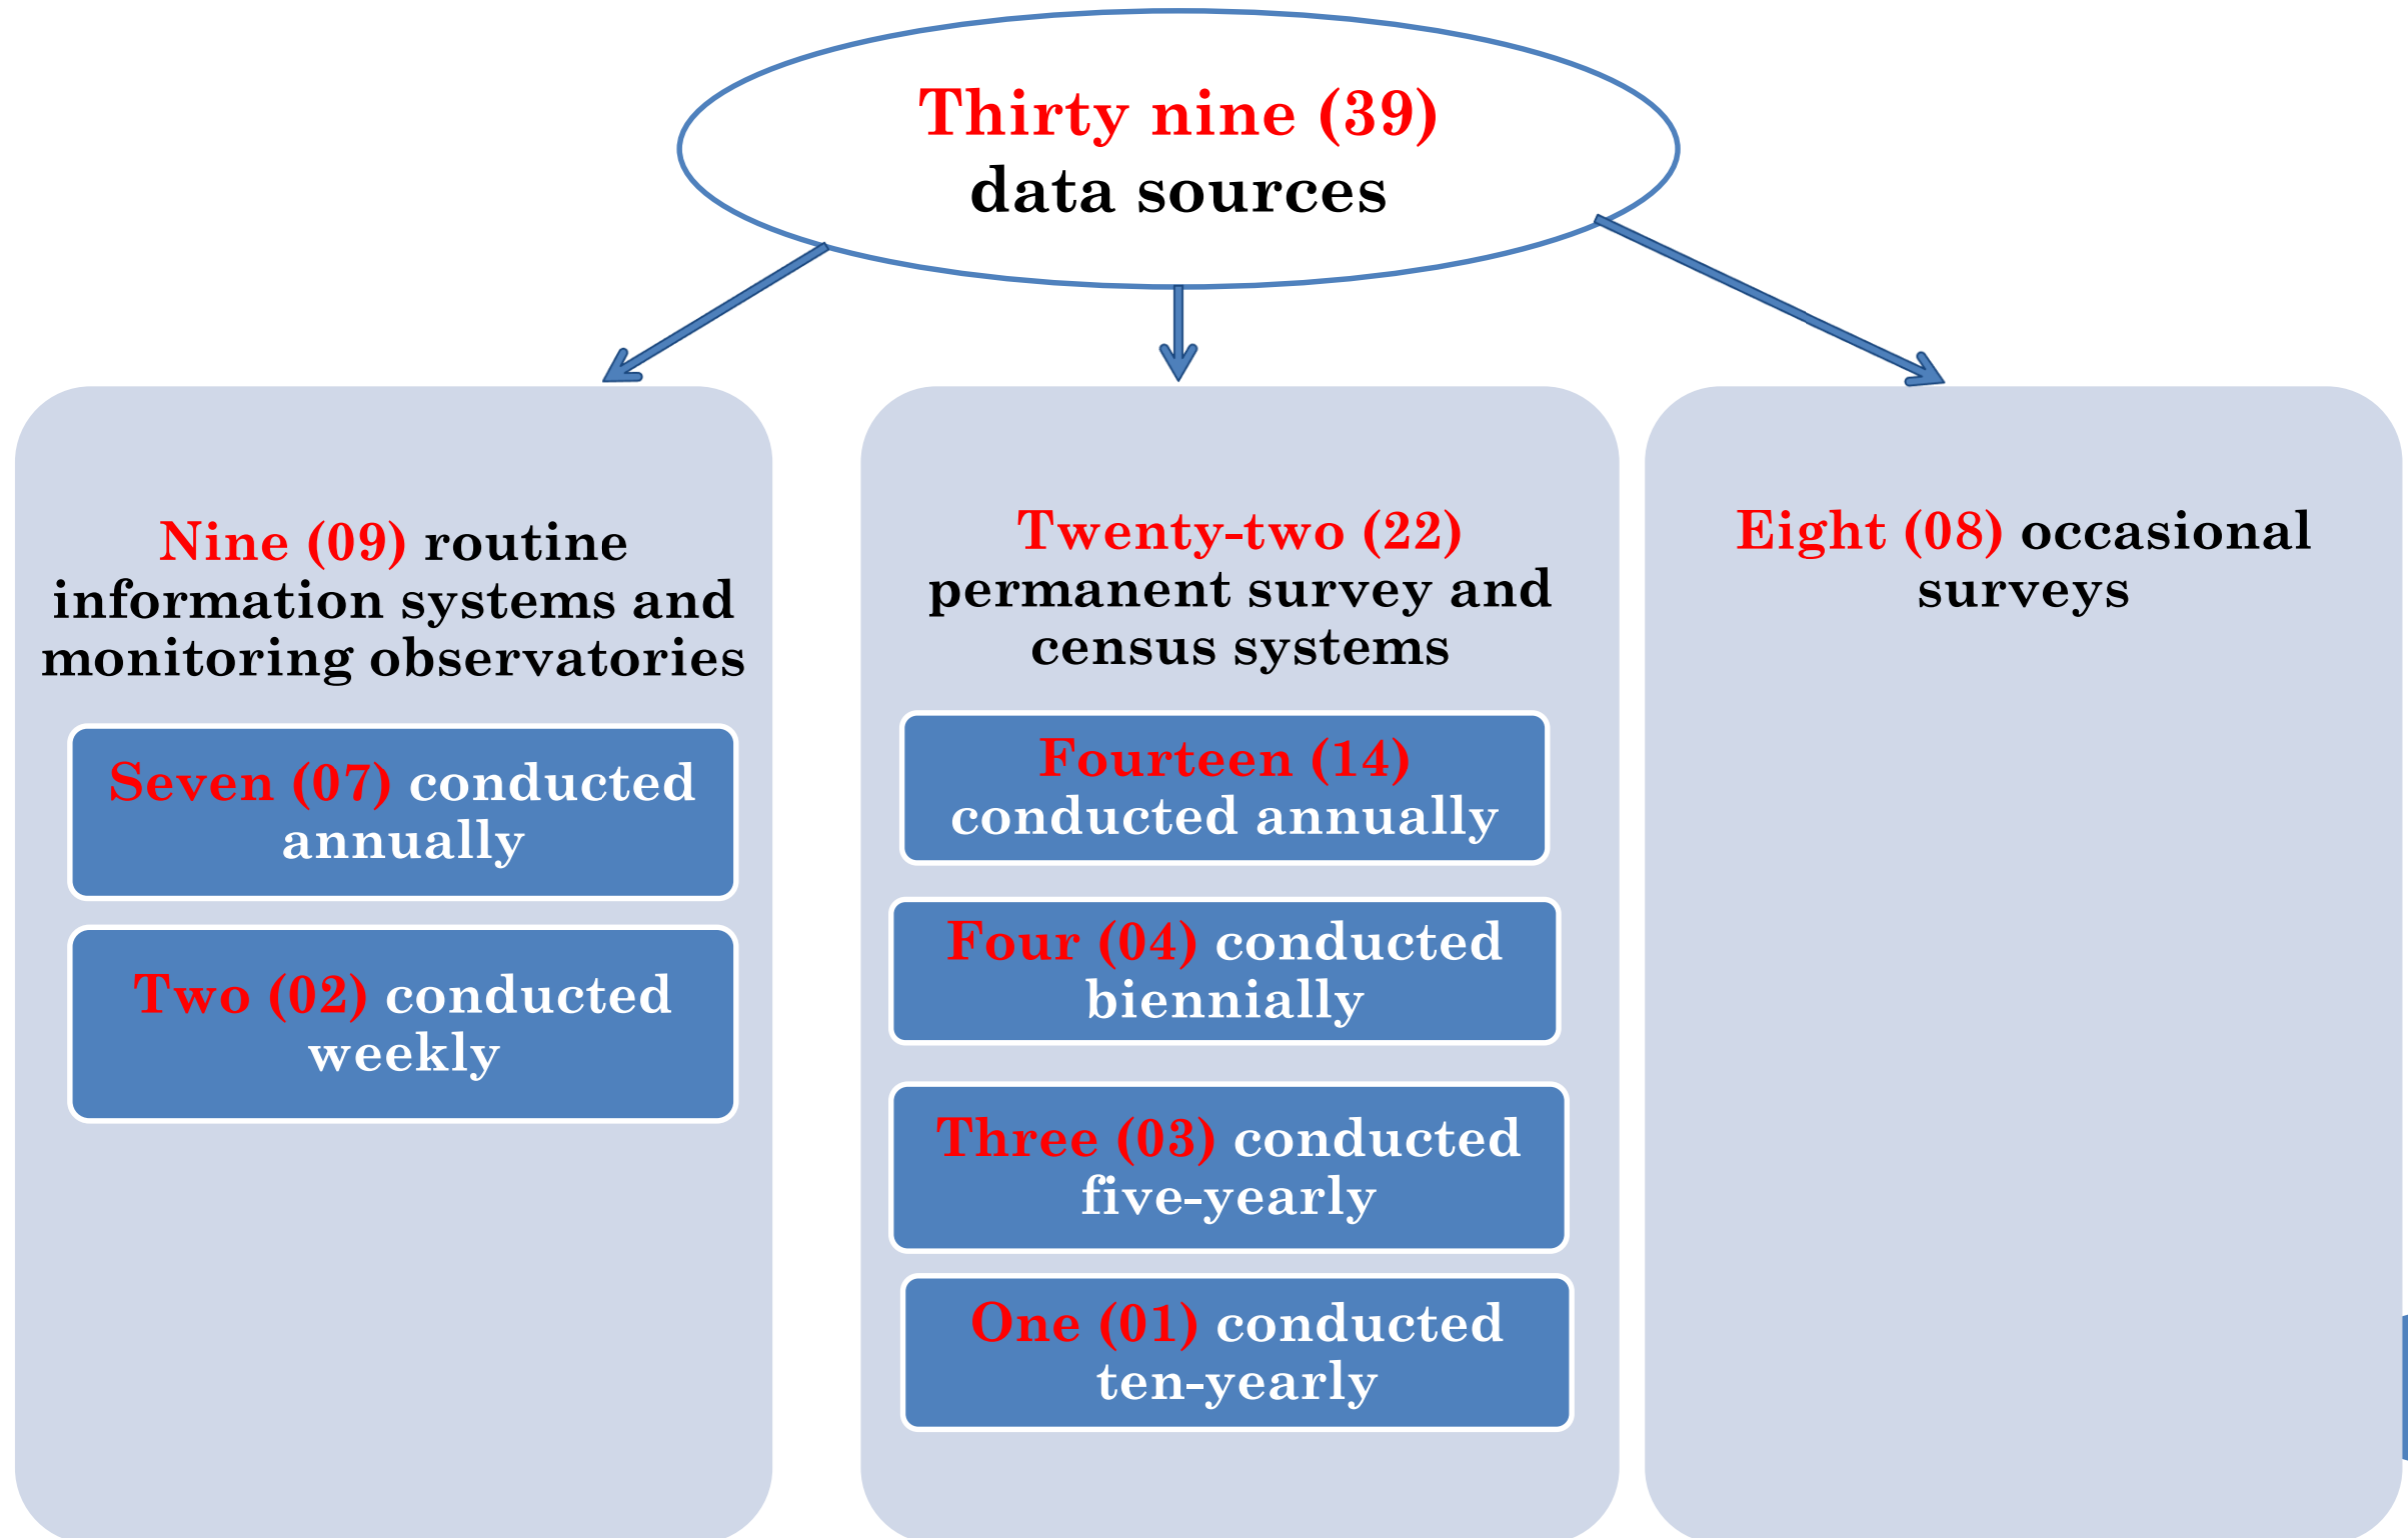 Thirty nine (39)
data sources
Nine (09) routine
information systems and
monitoring observatories
Seven (07) conducted
annually
Two (02) conducted
weekly
Twenty-two (22)
permanent survey and
census systems
Fourteen (14)
conducted annually
Four (04) conducted
biennially
Three (03) conducted
five-yearly
One (01) conducted
ten-yearly
Eight (08) occasional
surveys